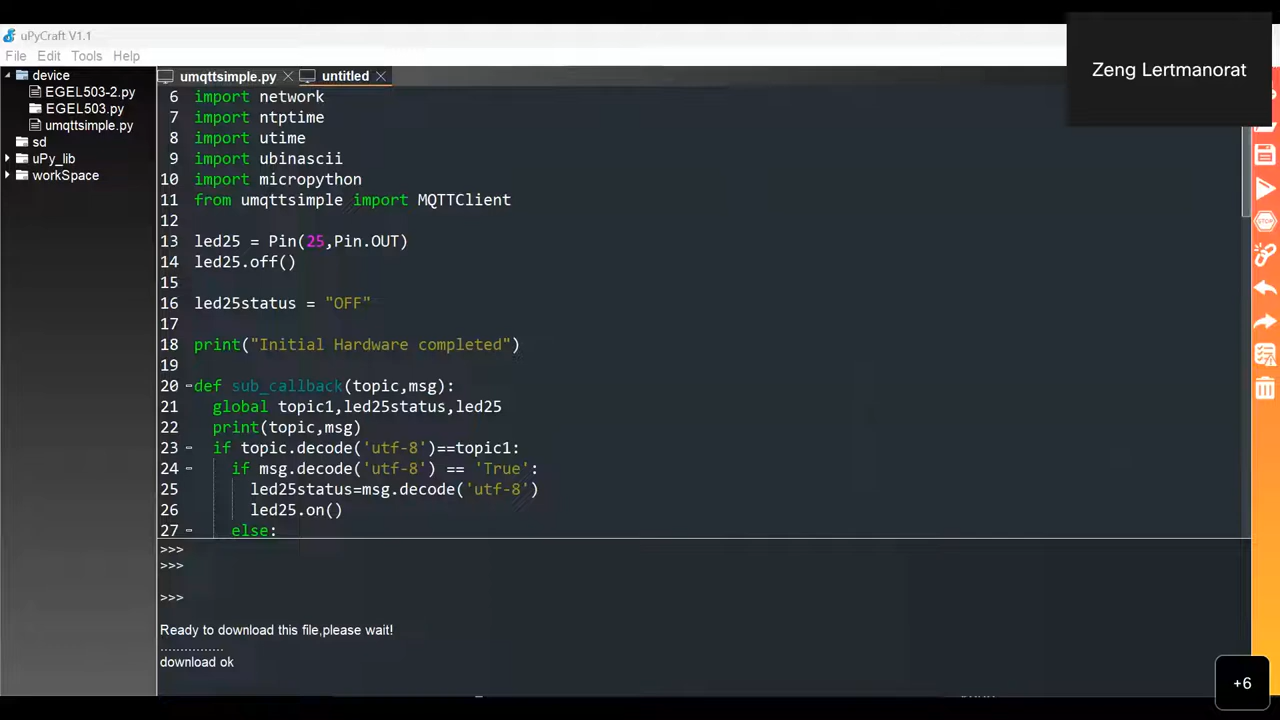 uPyCraft V1.1
File Edit Tools Help
Zeng Lertmanorat
device
EGEL503-2.py
EGEL503.py
umqttsimple.py
sd
uPy_lib
workSpace
umqttsimple.py
untitled
6 import network
7 import ntptime
8 import utime
9 import ubinascii
10 import micropython
11 from umqttsimple import MQTTClient
12
13 led25 = Pin(25,Pin.OUT)
14 led25.off()
15
16 led25status = "OFF"
17
18 print("Initial Hardware completed")
19
20 def sub_callback(topic,msg):
21 global topic1,led25status,led25
22 print(topic,msg)
23 if topic.decode('utf-8')==topic1:
24 if msg.decode('utf-8') == 'True':
25 led25status=msg.decode('utf-8')
26 led25.on()
27 else:
>>>
>>>
>>>
Ready to download this file,please wait!
...............
download ok
STOP
+6